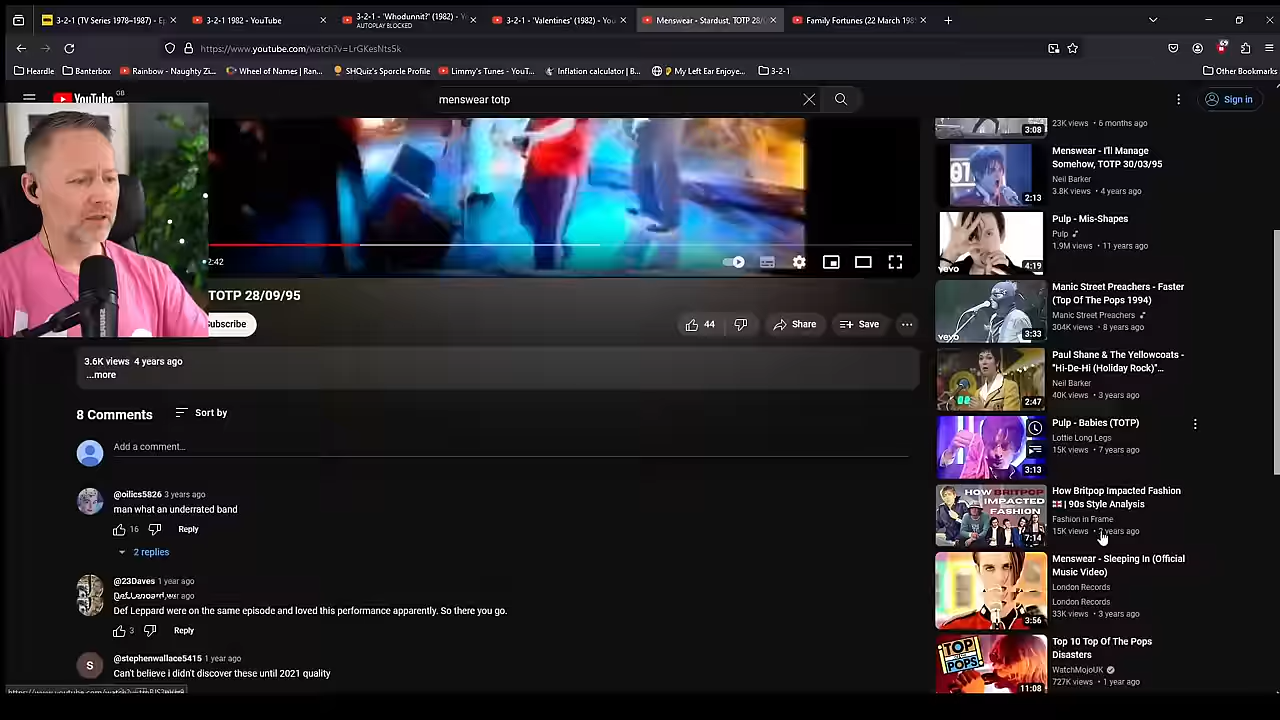 3-2-1 (TV Series 1978–1987) - Ep
3-2-1 1982 - YouTube
3-2-1 - 'Whodunnit?' (1982) - Y
AUTOPLAY BLOCKED
3-2-1 - 'Valentines' (1982) - You
Menswear - Stardust, TOTP 28/0
Family Fortunes (22 March 198
https://www.youtube.com/watch?v=LrGKesNts5k
Heardle
Banterbox
Rainbow - Naughty Zi...
Wheel of Names | Ran...
SHQuiz's Sporcle Profile
Limmy's Tunes - YouT...
Inflation calculator | B...
My Left Ear Enjoye...
3-2-1
Other Bookmarks
YouTube GB
menswear totp
Sign in
2:42
TOTP 28/09/95
ubscribe
44
Share
Save
3.6K views 4 years ago
...more
8 Comments
Sort by
Add a comment...
@oilics5826 3 years ago
man what an underrated band
16
Reply
2 replies
@23Daves 1 year ago
Def Leppard were on the same episode and loved this performance apparently. So there you go.
3
Reply
S
@stephenwallace5415 1 year ago
Can't believe i didn't discover these until 2021 quality
3:08
23K views • 6 months ago
2:13
Menswear - I'll Manage
Somehow, TOTP 30/03/95
Neil Barker
3.8K views • 4 years ago
vevo
4:19
Pulp - Mis-Shapes
Pulp
1.9M views • 11 years ago
vevo
3:33
Manic Street Preachers - Faster
(Top Of The Pops 1994)
Manic Street Preachers
304K views • 8 years ago
2:47
Paul Shane & The Yellowcoats -
"Hi-De-Hi (Holiday Rock)"...
Neil Barker
40K views • 3 years ago
3:13
Pulp - Babies (TOTP)
Lottie Long Legs
15K views • 7 years ago
HOW BRITPOP
IMPACTED
FASHION
7:14
How Britpop Impacted Fashion
| 90s Style Analysis
Fashion in Frame
15K views • years ago
3:56
Menswear - Sleeping In (Official
Music Video)
London Records
London Records
33K views • 3 years ago
TOP
POPS
11:08
Top 10 Top Of The Pops
Disasters
WatchMojoUK
727K views • 1 year ago